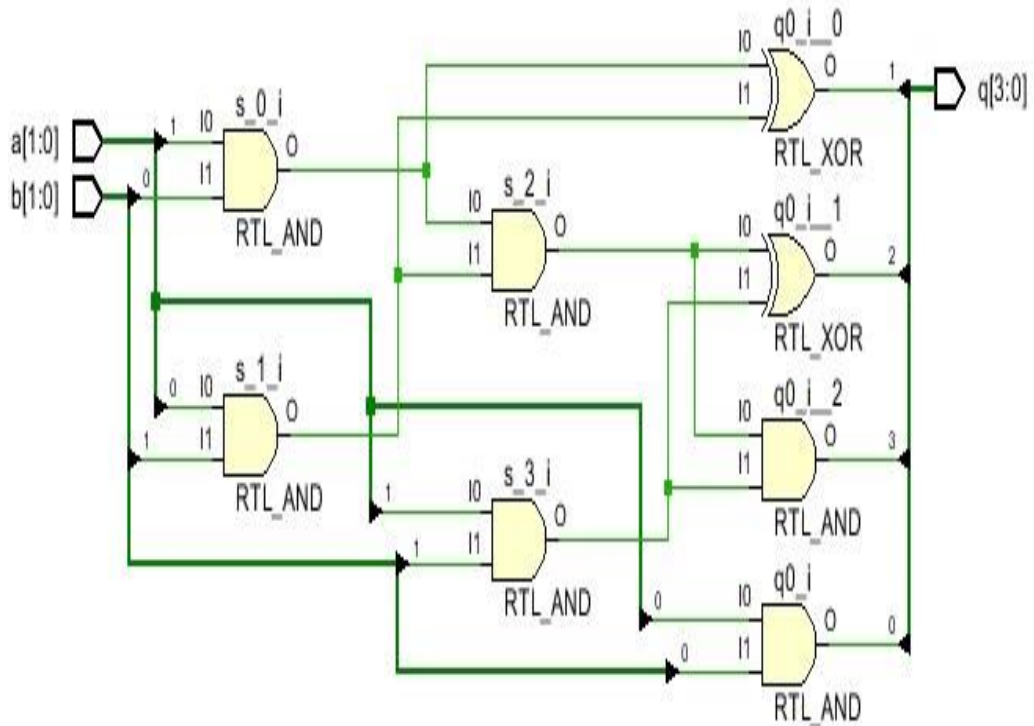 q0_i__0
I0
O
I1
1
q[3:0]
RTL_XOR
s_0_i
a[1:0]
1
I0
O
b[1:0]
0
I1
RTL_AND
s_2_i
I0
O
I1
RTL_AND
q0_i__1
I0
O
I1
2
RTL_XOR
s_1_i
0
I0
O
1
I1
RTL_AND
q0_i__2
I0
O
I1
3
RTL_AND
s_3_i
1
I0
O
1
I1
RTL_AND
q0_i
0
I0
O
0
I1
0
RTL_AND